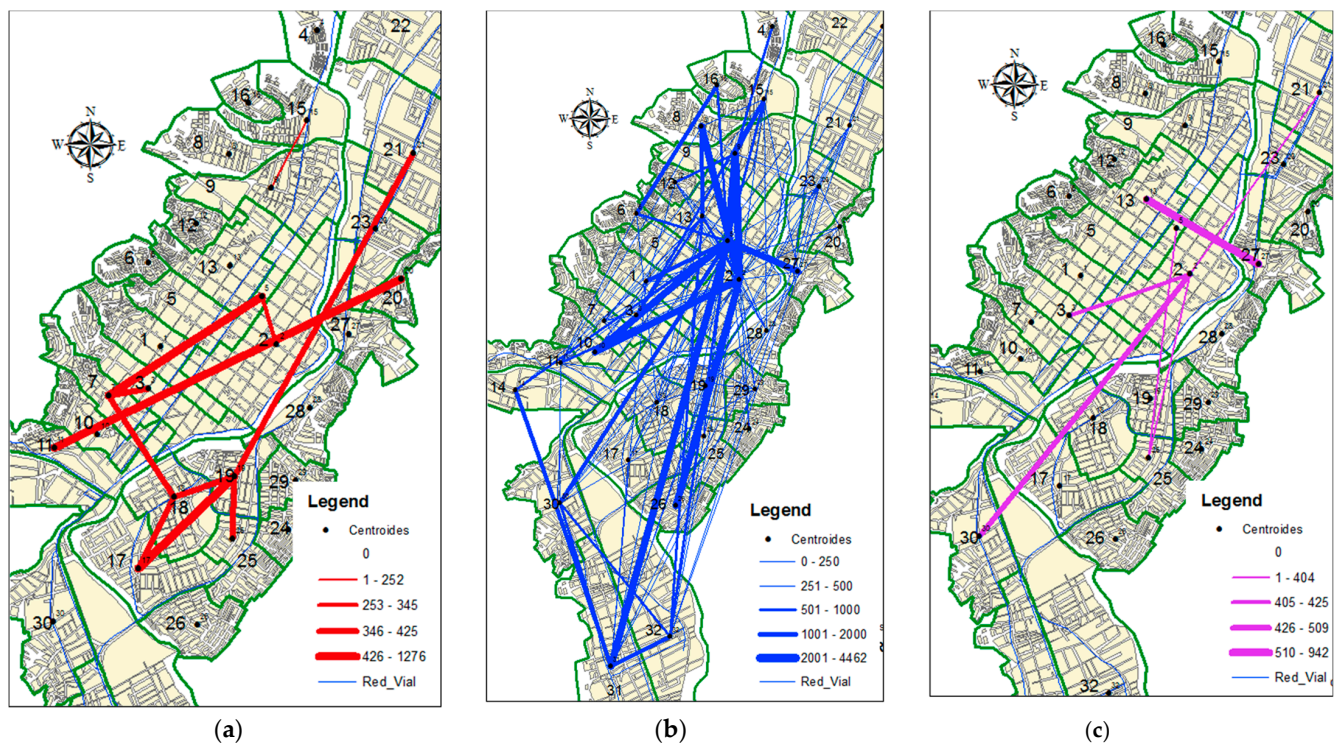 4
22
16
15
N
W E
S
8
21
9
23
12
6
13
20
5
27
1
2
7
3
28
10
11
19
29
18
24
17
25
30
26
Legend
Centroides
0
1 - 252
253 - 345
346 - 425
426 - 1276
Red_Vial
(a)
4
22
16
15
N
W E
S
8
21
9
23
12
6
13
20
5
27
1
2
7
3
28
10
11
14
19
29
18
24
17
25
30
26
32
31
Legend
Centroides
0 - 250
251 - 500
501 - 1000
1001 - 2000
2001 - 4462
Red_Vial
(b)
16
15
N
W E
S
8
21
9
12
23
6
13
20
27
1
2
7
3
28
10
11
19
29
18
24
17
25
30
26
32
Legend
Centroides
0
1 - 404
405 - 425
426 - 509
510 - 942
Red_Vial
(c)